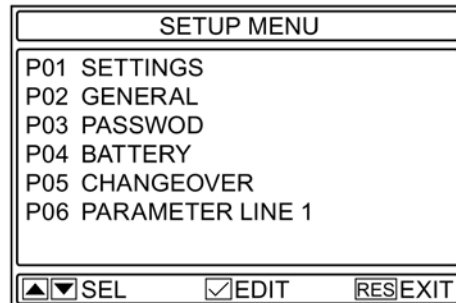 SETUP MENU
P01 SETTINGS
P02 GENERAL
P03 PASSWOD
P04 BATTERY
P05 CHANGEOVER
P06 PARAMETER LINE 1
▲▼ SEL ✓ EDIT RES EXIT